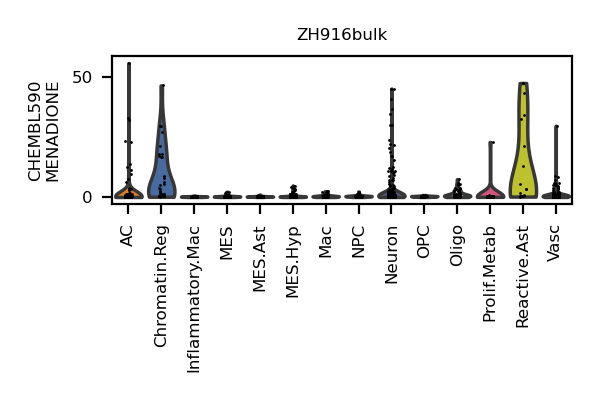 ZH916bulk
CHEMBL590
MENADIONE
50
0
AC
Chromatin.Reg
Inflammatory.Mac
MES
MES.Ast
MES.Hyp
Mac
NPC
Neuron
OPC
Oligo
Prolif.Metab
Reactive.Ast
Vasc